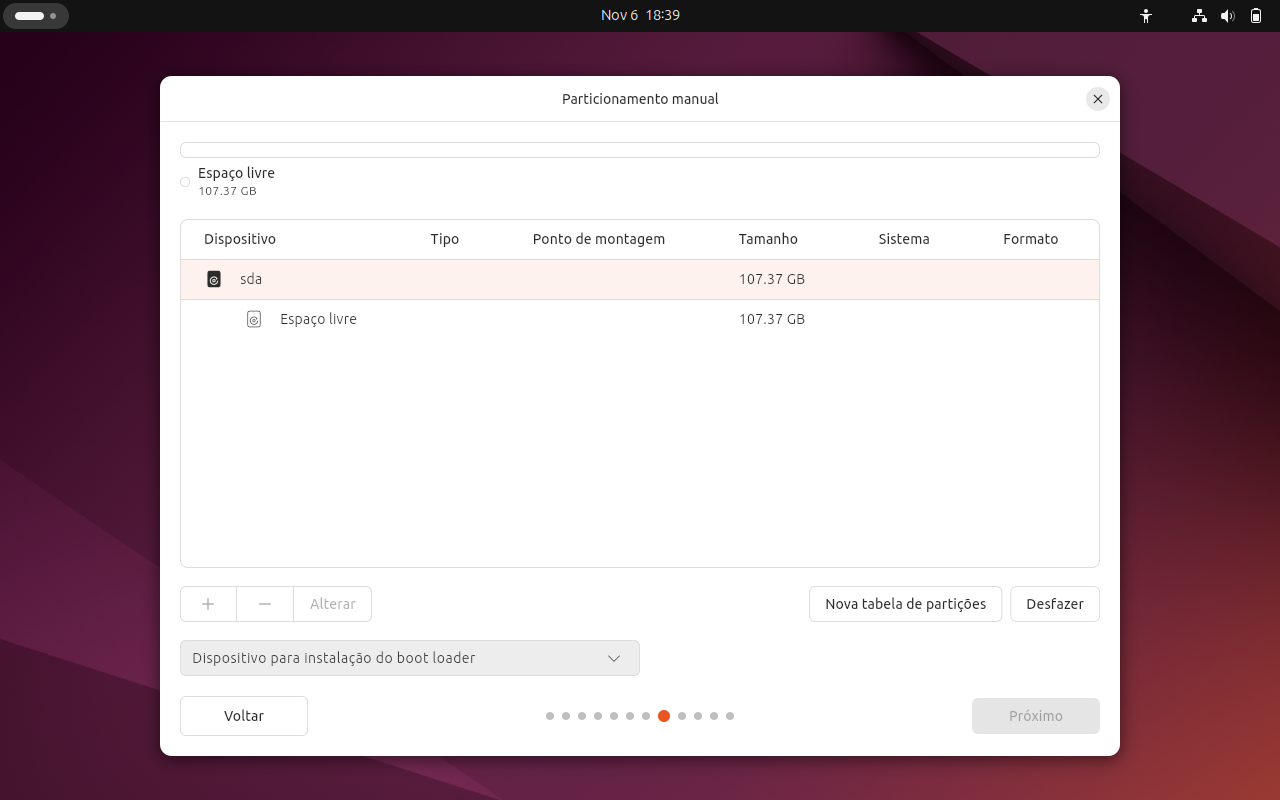 Nov 6 18:39
Particionamento manual
Espaço livre
107.37 GB
Dispositivo Tipo Ponto de montagem Tamanho Sistema Formato
sda 107.37 GB
Espaço livre 107.37 GB
Alterar Nova tabela de partições Desfazer
Dispositivo para instalação do boot loader
Voltar Próximo